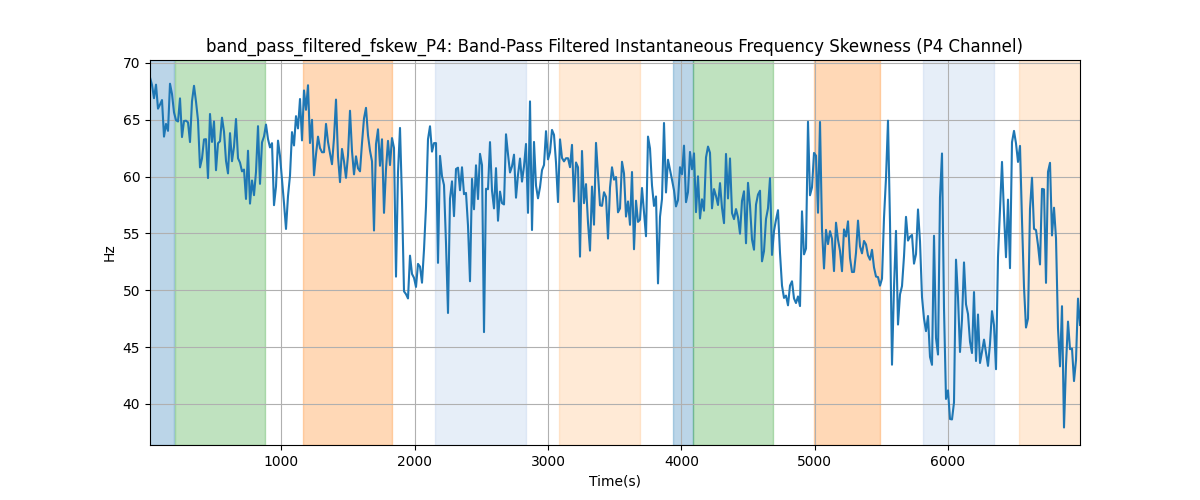 band_pass_filtered_fskew_P4: Band-Pass Filtered Instantaneous Frequency Skewness (P4 Channel)
70
65
60
55
50
45
40
Hz
1000 2000 3000 4000 5000 6000
Time(s)